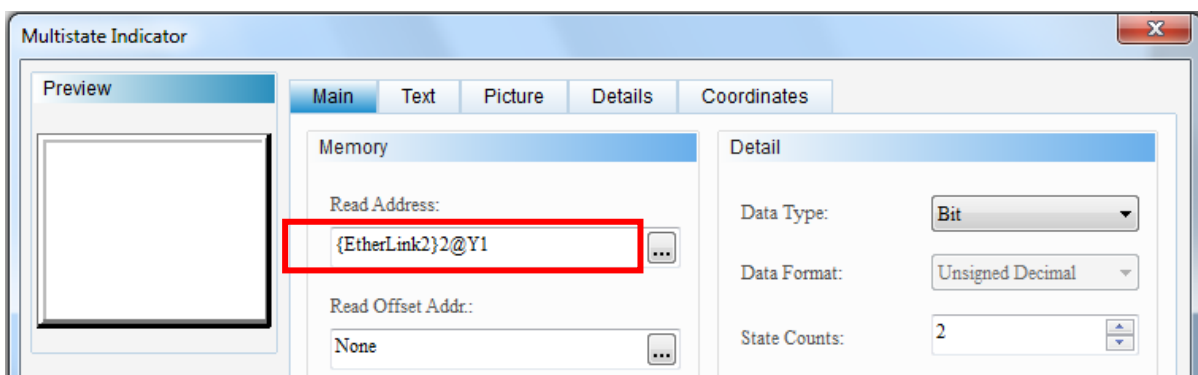 Multistate Indicator
Preview
Main Text Picture Details Coordinates
Memory
Read Address:
{EtherLink2}2@Y1
...
Read Offset Addr.:
None
...
Detail
Data Type:
Bit
Data Format:
Unsigned Decimal
State Counts:
2